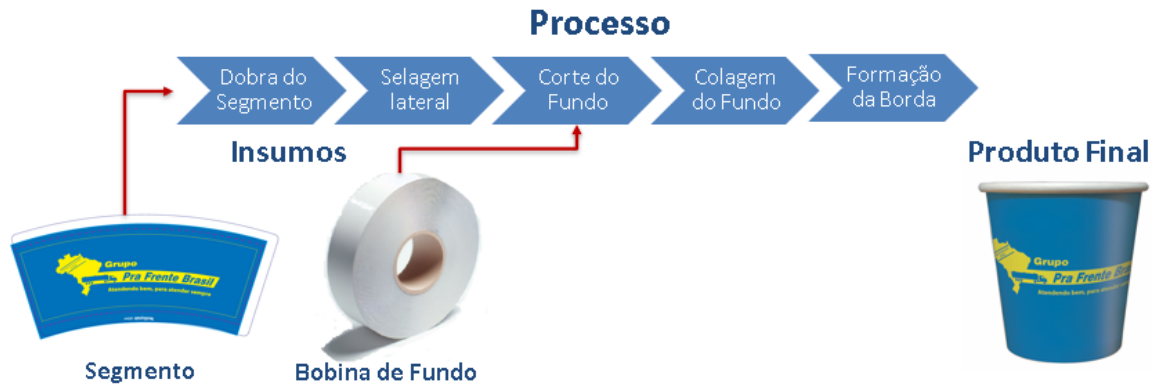 Processo
Dobra do
Segmento
Selagem
lateral
Corte do
Fundo
Colagem
do Fundo
Formação
da Borda
Insumos
Produto Final
Grupo
Pra Frente Brasil
Atendendo bem, para atender sempre
Grupo
Pra Frente Brasil
Atendendo bem, para atender sempre
Segmento
Bobina de Fundo